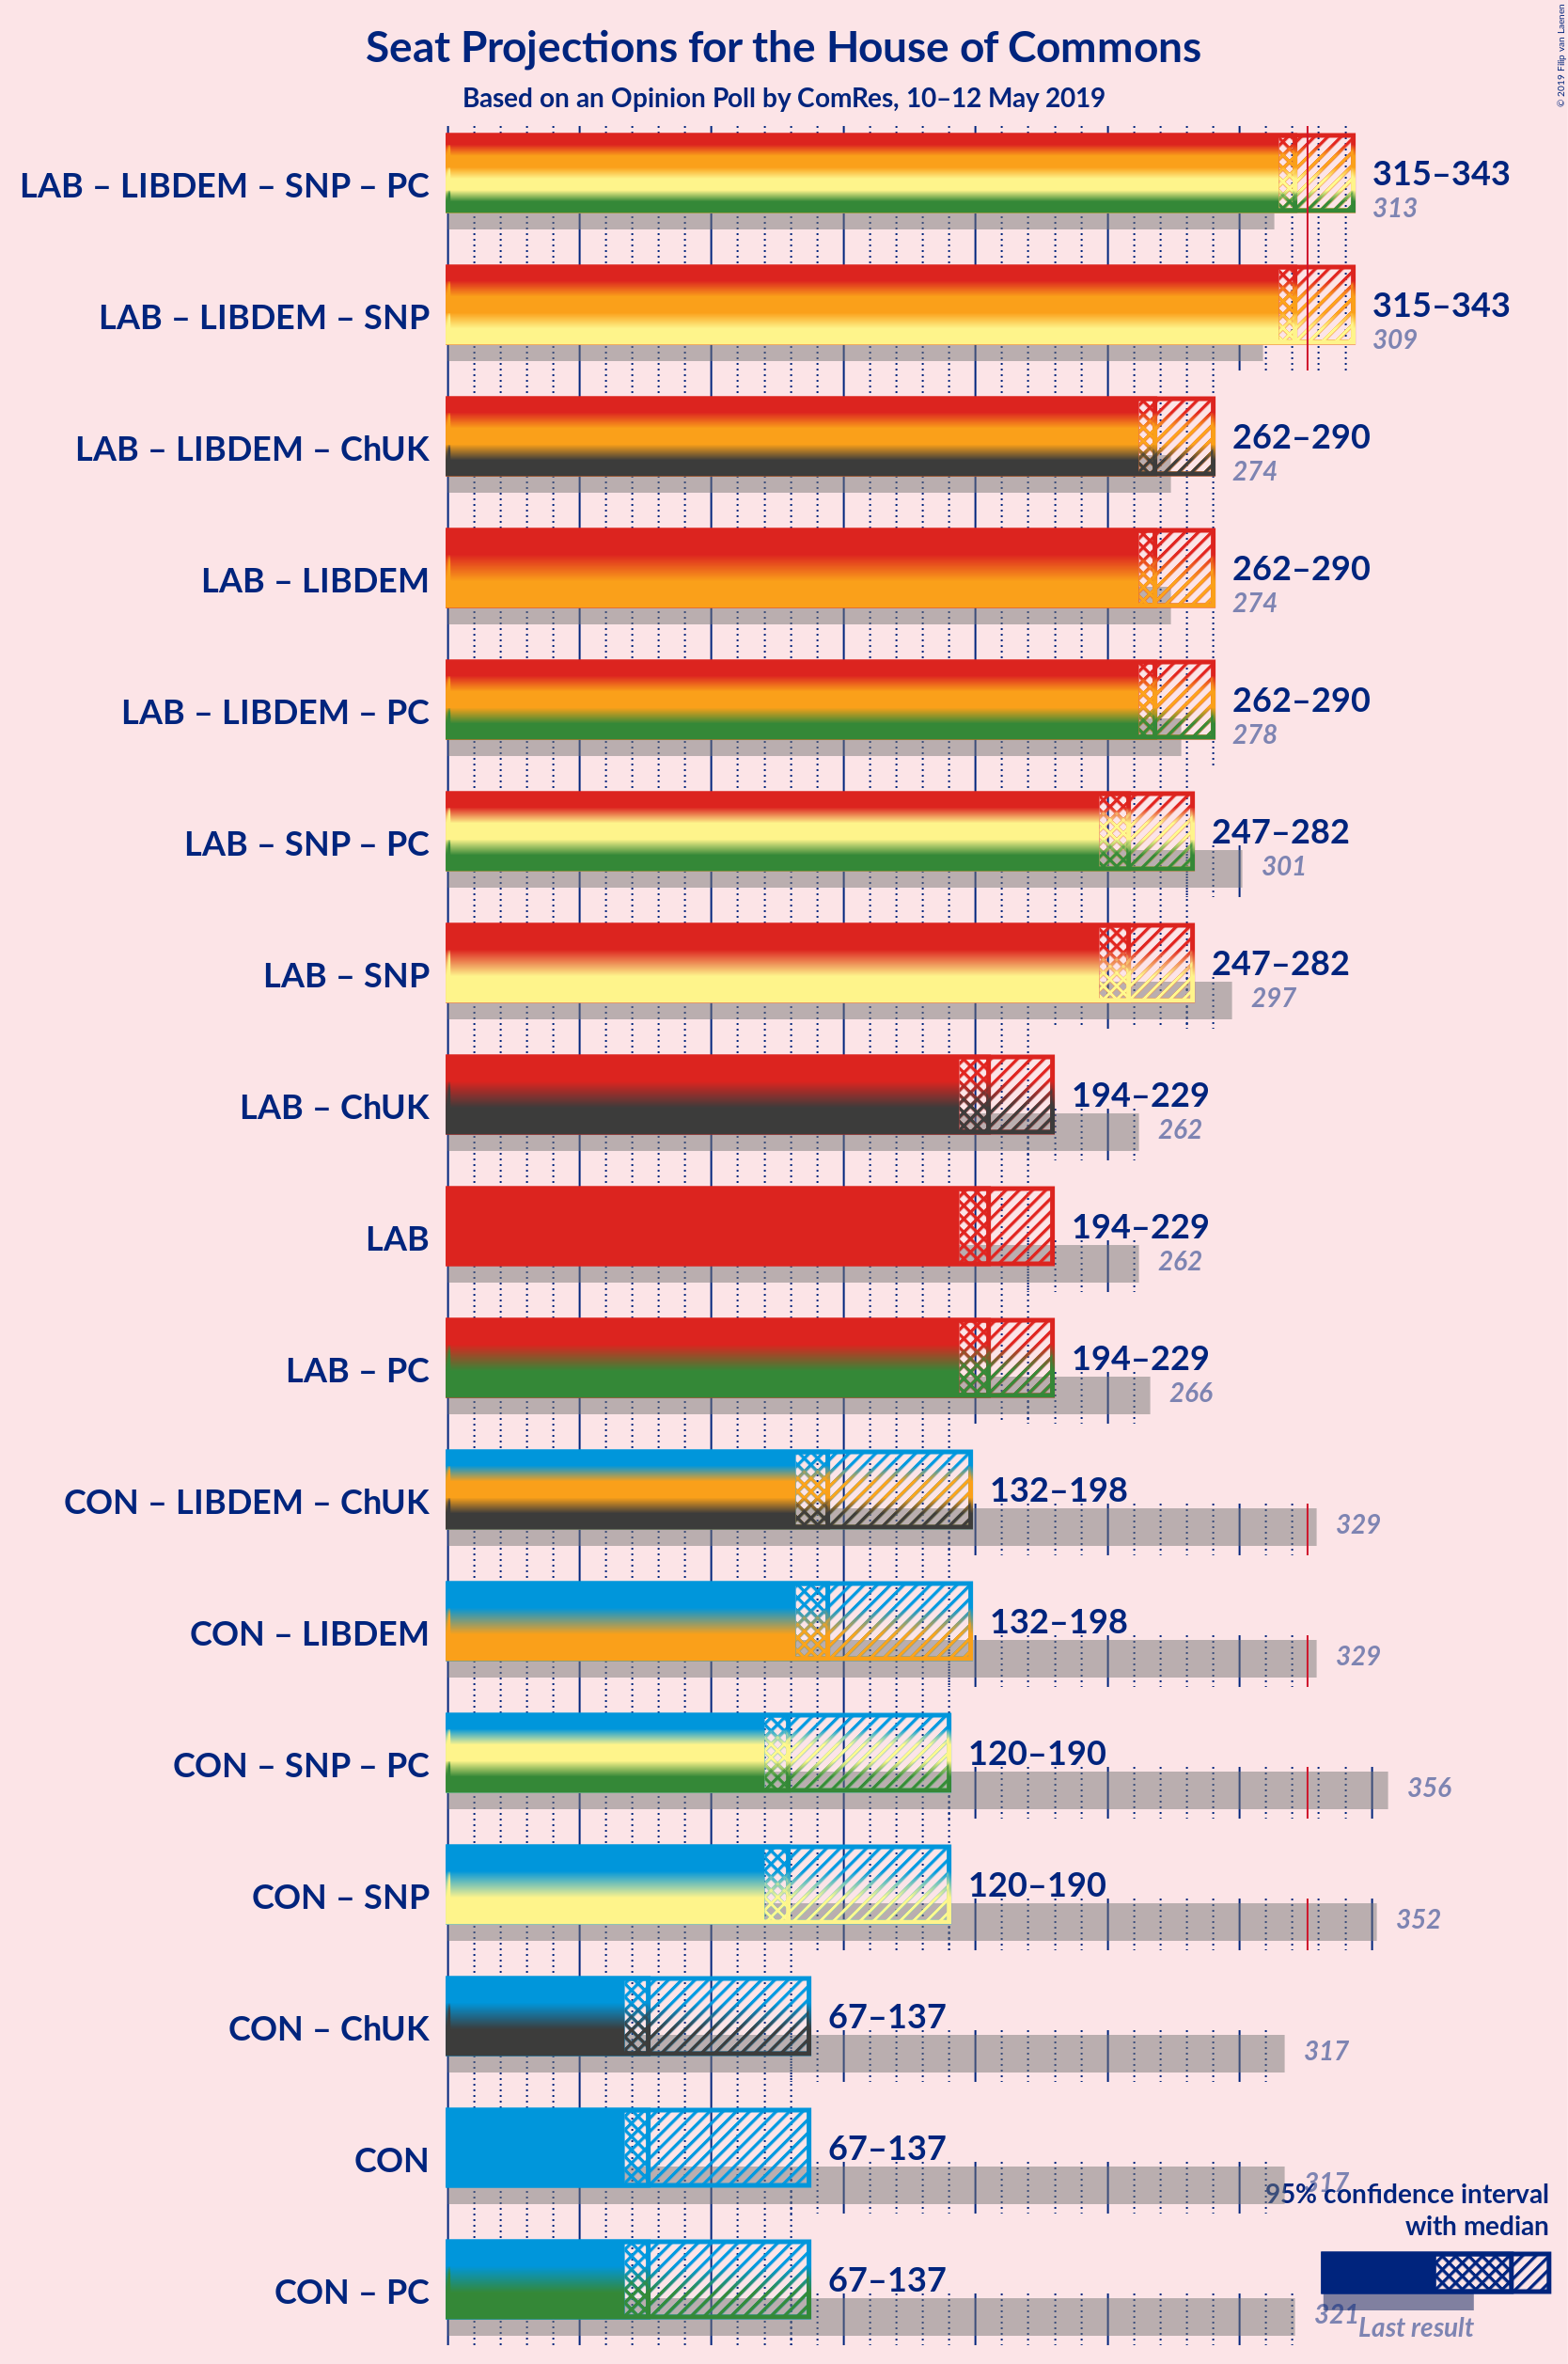 Seat Projections for the House of Commons
Based on an Opinion Poll by ComRes, 10–12 May 2019
© 2019 Filip van Laenen
LAB – LIBDEM – SNP – PC
315–343
313
LAB – LIBDEM – SNP
315–343
309
LAB – LIBDEM – ChUK
262–290
274
LAB – LIBDEM
262–290
274
LAB – LIBDEM – PC
262–290
278
LAB – SNP – PC
247–282
301
LAB – SNP
247–282
297
LAB – ChUK
194–229
262
LAB
194–229
262
LAB – PC
194–229
266
CON – LIBDEM – ChUK
132–198
329
CON – LIBDEM
132–198
329
CON – SNP – PC
120–190
356
CON – SNP
120–190
352
CON – ChUK
67–137
317
CON
67–137
317
CON – PC
67–137
321
95% confidence interval
with median
Last result